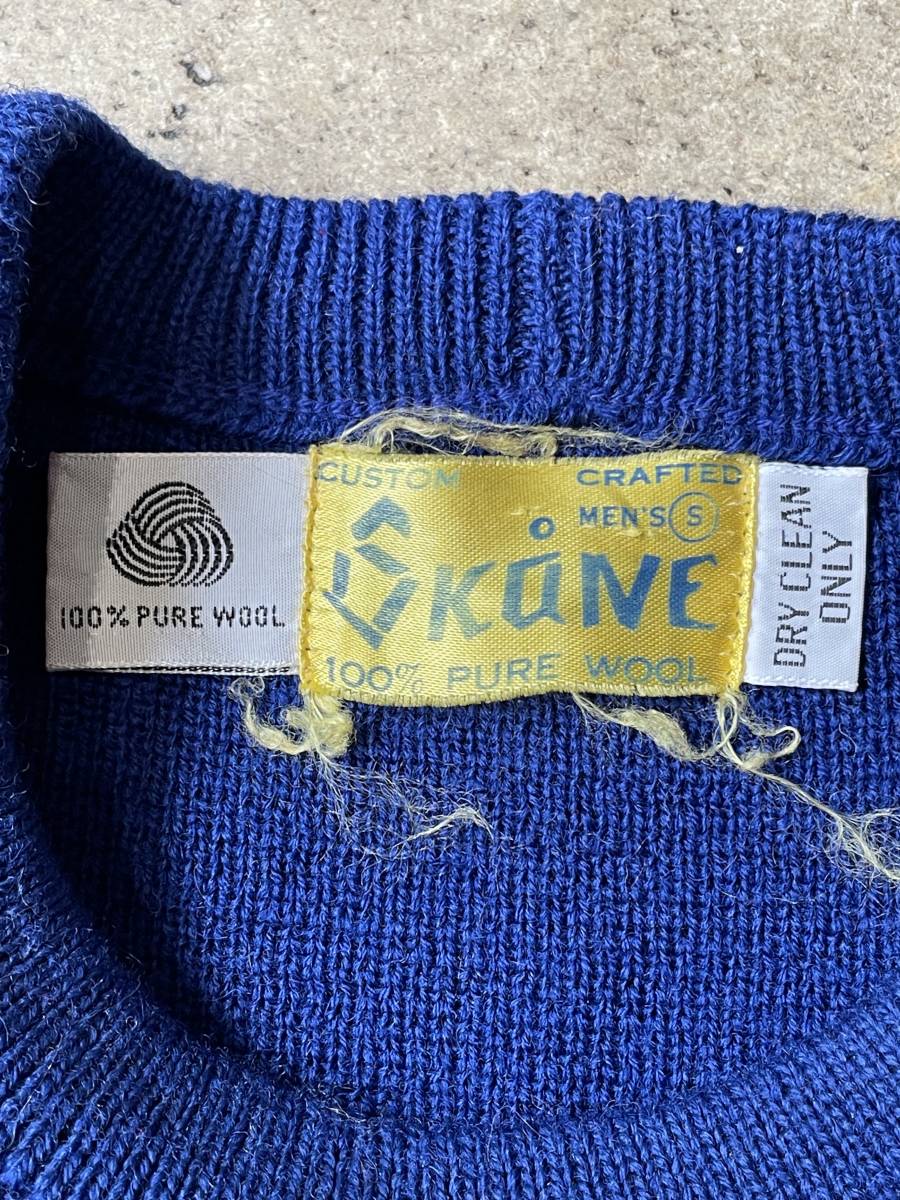 100% PURE WOOL
CUSTOM CRAFTED
MEN'S S
SKÅNE
100% PURE WOOL
DRY CLEAN
ONLY